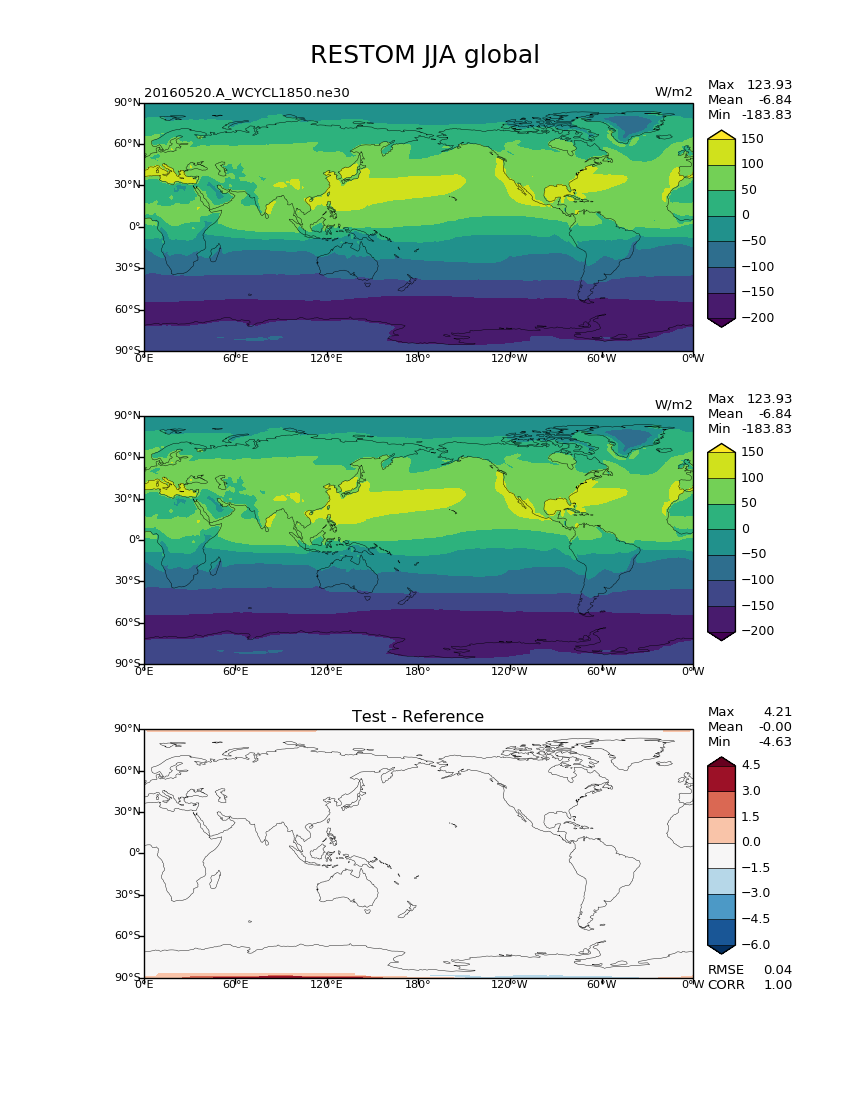 RESTOM JJA global
20160520.A_WCYCL1850.ne30 W/m2
Max 123.93
Mean -6.84
Min -183.83
150
100
50
0
−50
−100
−150
−200
90°N
60°N
30°N
0°
30°S
60°S
90°S
0°E 60°E 120°E 180° 120°W 60°W 0°W
W/m2
Max 123.93
Mean -6.84
Min -183.83
150
100
50
0
−50
−100
−150
−200
90°N
60°N
30°N
0°
30°S
60°S
90°S
0°E 60°E 120°E 180° 120°W 60°W 0°W
Test - Reference
Max 4.21
Mean -0.00
Min -4.63
4.5
3.0
1.5
0.0
−1.5
−3.0
−4.5
−6.0
90°N
60°N
30°N
0°
30°S
60°S
90°S
0°E 60°E 120°E 180° 120°W 60°W 0°W
RMSE 0.04
CORR 1.00